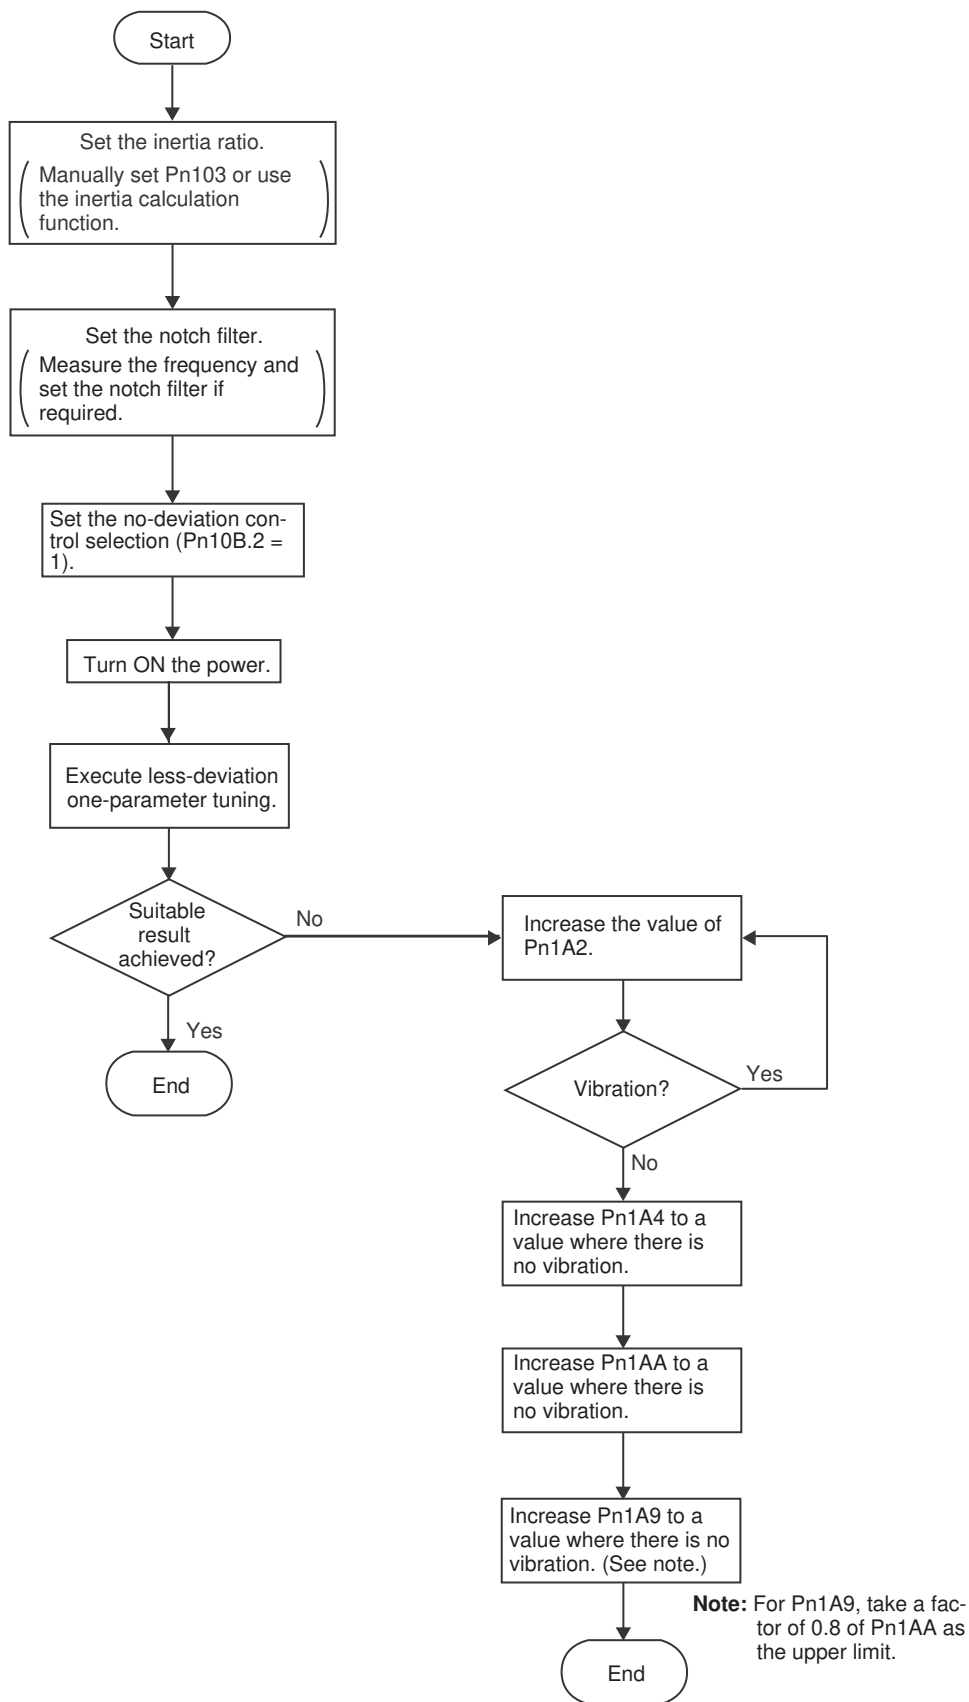 Start
Set the inertia ratio.
Manually set Pn103 or use
the inertia calculation
function.
Set the notch filter.
Measure the frequency and
set the notch filter if
required.
Set the no-deviation con-
trol selection (Pn10B.2 =
1).
Turn ON the power.
Execute less-deviation
one-parameter tuning.
Suitable
result
achieved?
No
Yes
End
Increase the value of
Pn1A2.
Vibration?
Yes
No
Increase Pn1A4 to a
value where there is
no vibration.
Increase Pn1AA to a
value where there is
no vibration.
Increase Pn1A9 to a
value where there is no
vibration. (See note.)
Note: For Pn1A9, take a fac-
tor of 0.8 of Pn1AA as
the upper limit.
End